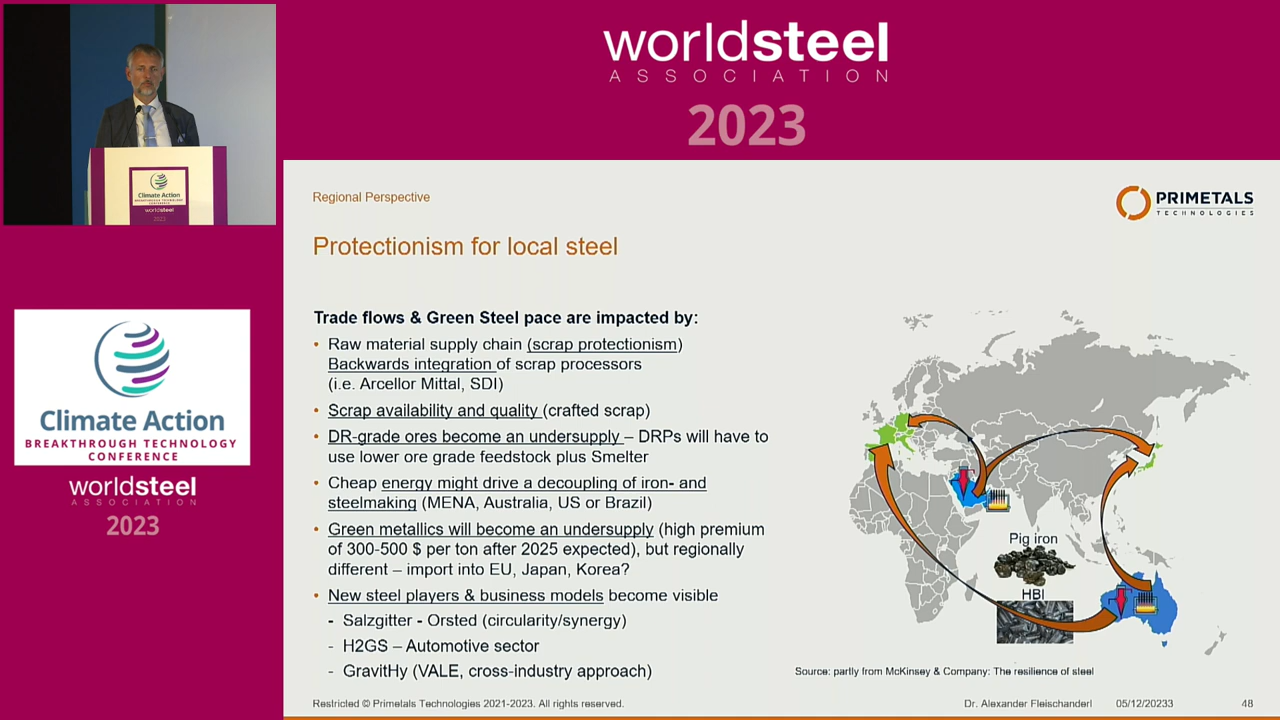 worldsteel
ASSOCIATION
2023
Climate Action
BREAKTHROUGH TECHNOLOGY
CONFERENCE
worldsteel
Climate Action
BREAKTHROUGH TECHNOLOGY
CONFERENCE
worldsteel
ASSOCIATION
2023
Regional Perspective
PRIMETALS
TECHNOLOGIES
Protectionism for local steel
Trade flows & Green Steel pace are impacted by:
• Raw material supply chain (scrap protectionism)
Backwards integration of scrap processors
(i.e. Arcellor Mittal, SDI)
• Scrap availability and quality (crafted scrap)
• DR-grade ores become an undersupply – DRPs will have to
use lower ore grade feedstock plus Smelter
• Cheap energy might drive a decoupling of iron- and
steelmaking (MENA, Australia, US or Brazil)
• Green metallics will become an undersupply (high premium
of 300-500 $ per ton after 2025 expected), but regionally
different – import into EU, Japan, Korea?
• New steel players & business models become visible
- Salzgitter - Orsted (circularity/synergy)
- H2GS – Automotive sector
- GravitHy (VALE, cross-industry approach)
Pig iron
HBI
Source: partly from McKinsey & Company: The resilience of steel
Restricted © Primetals Technologies 2021-2023. All rights reserved.
Dr. Alexander Fleischanderl
05/12/20233
48